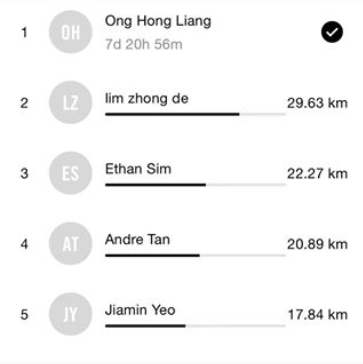 1 OH Ong Hong Liang
7d 20h 56m
2 LZ lim zhong de 29.63 km
3 ES Ethan Sim 22.27 km
4 AT Andre Tan 20.89 km
5 JY Jiamin Yeo 17.84 km